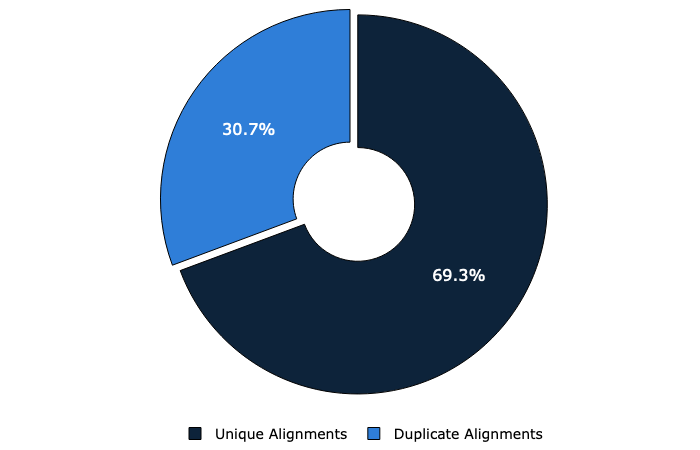 30.7%
69.3%
Unique Alignments
Duplicate Alignments